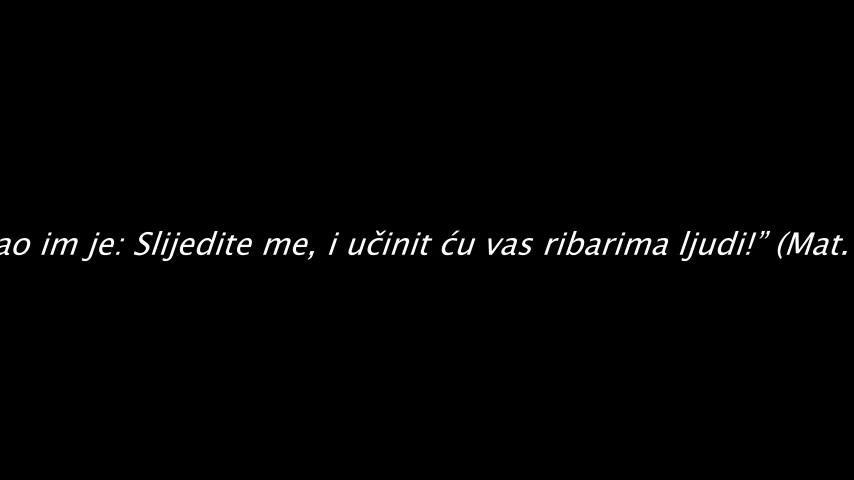 ao im je: Slijedite me, i učinit ću vas ribarima ljudi!” (Mat.